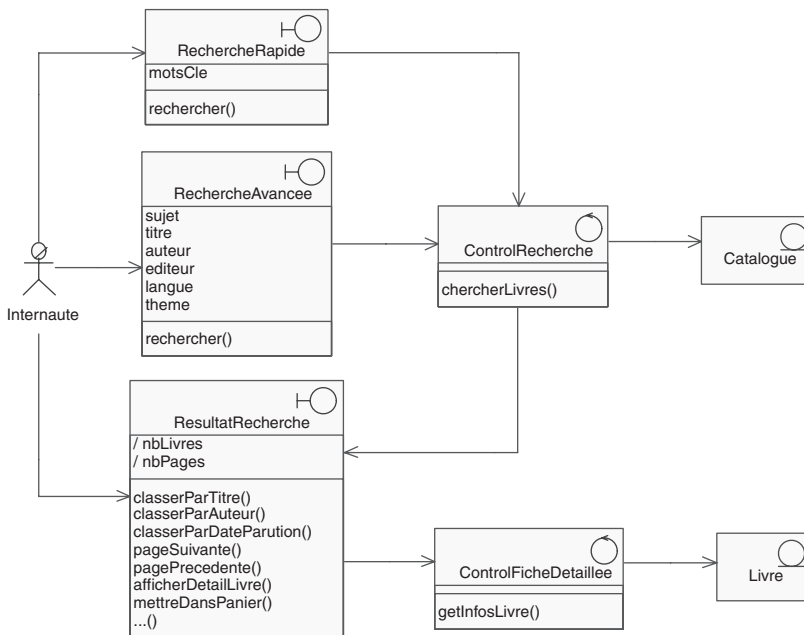 RechercheRapide
motsCle
rechercher()
RechercheAvancee
sujet
titre
auteur
editeur
langue
theme
rechercher()
Internaute
ControlRecherche
chercherLivres()
Catalogue
ResultatRecherche
/ nbLivres
/ nbPages
classerParTitre()
classerParAuteur()
classerParDateParution()
pageSuivante()
pagePrecedente()
afficherDetailLivre()
mettreDansPanier()
...()
ControlFicheDetaillee
getInfosLivre()
Livre